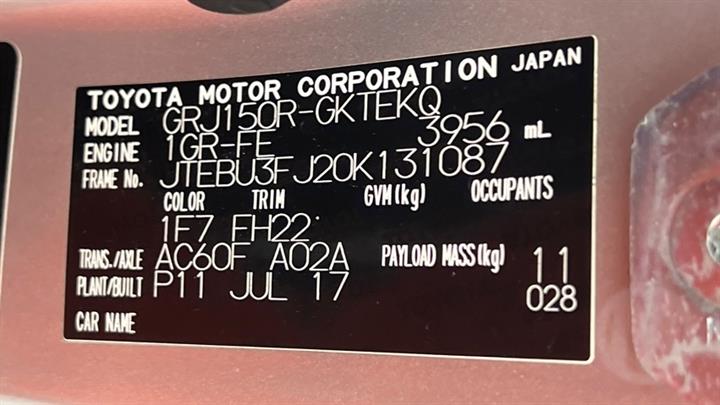 TOYOTA MOTOR CORPORATION JAPAN
MODEL GRJ150R-GKTEKQ
ENGINE 1GR-FE 3956 mL
FRAME No. JTEBU3FJ20K131087
COLOR TRIM GVM(kg) OCCUPANTS
1F7 FH22
TRANS./AXLE AC60F A02A PAYLOAD MASS(kg) 11
PLANT/BUILT P11 JUL 17 028
CAR NAME